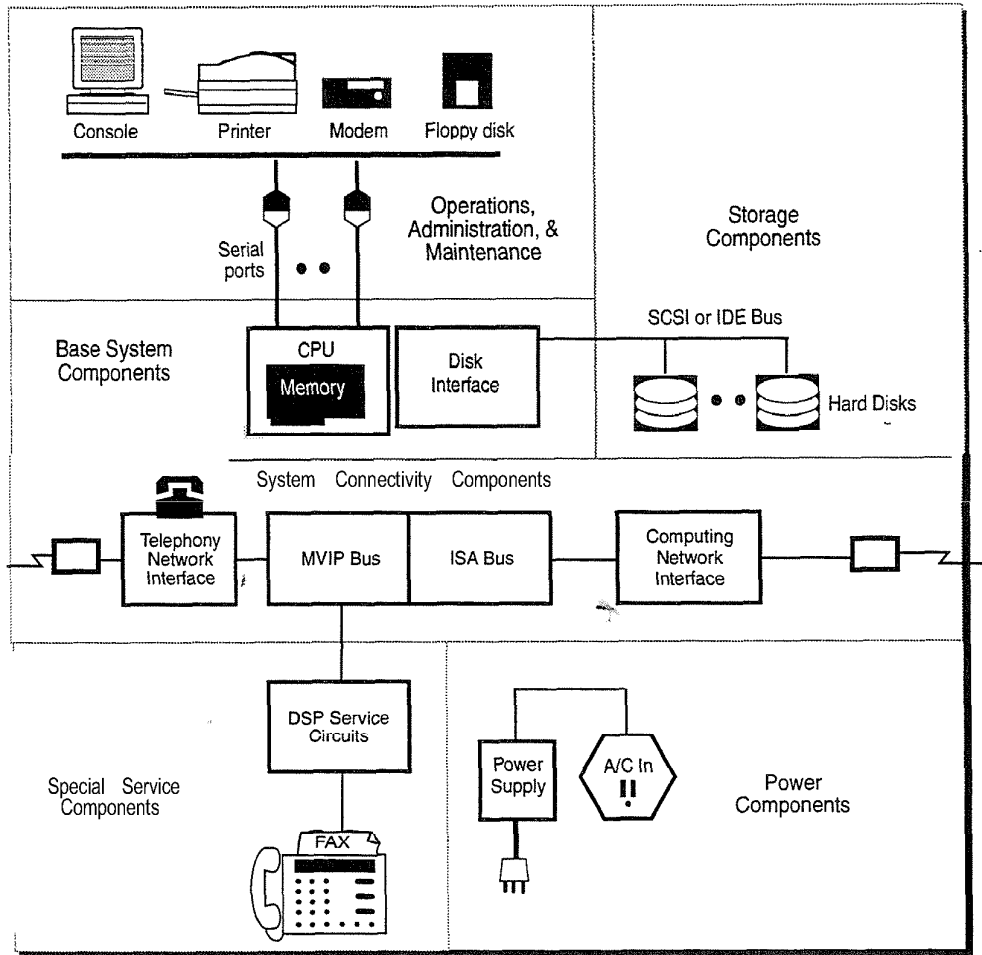 Console
Printer
Modem
Floppy disk
Operations,
Administration, &
Maintenance
Serial
ports
Storage
Components
Base System
Components
CPU
Memory
Disk
Interface
SCSI or IDE Bus
Hard Disks
System Connectivity Components
Telephony
Network
Interface
MVIP Bus
ISA Bus
Computing
Network
Interface
DSP Service
Circuits
Special Service
Components
FAX
Power
Supply
A/C In
Power
Components